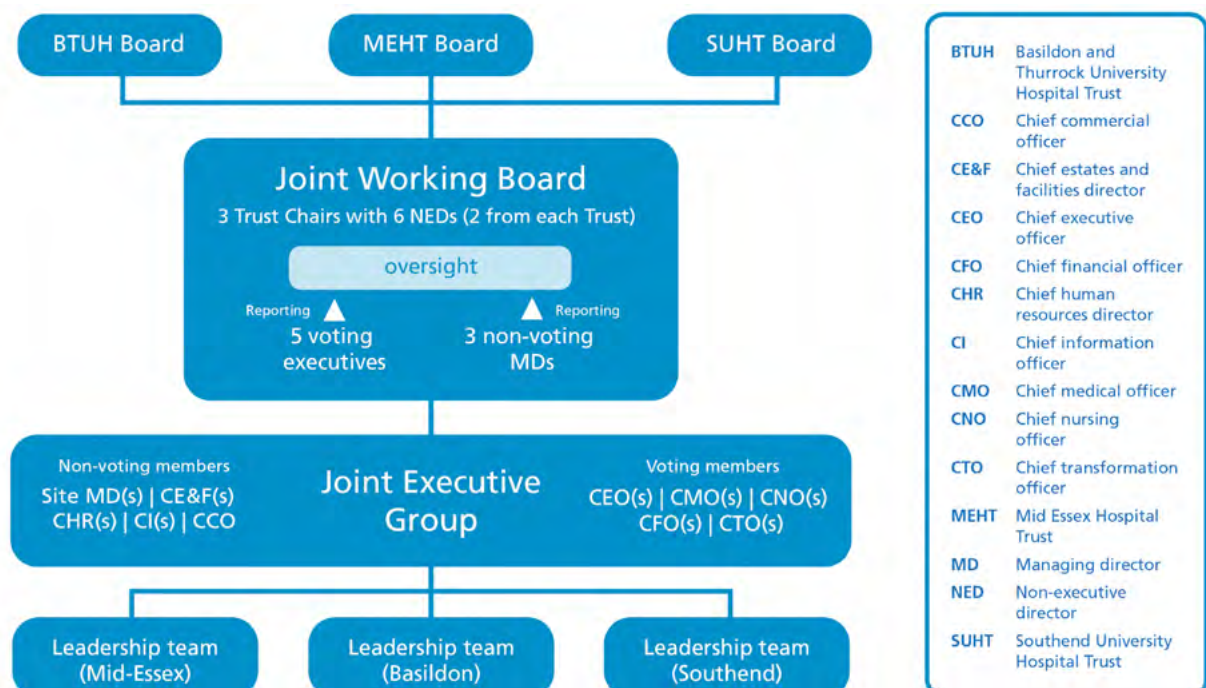 BTUH Board
MEHT Board
SUHT Board
Joint Working Board
3 Trust Chairs with 6 NEDs (2 from each Trust)
oversight
Reporting
Reporting
5 voting
executives
3 non-voting
MDs
Non-voting members
Site MD(s) | CE&F(s)
CHR(s) | CI(s) | CCO
Joint Executive
Group
Voting members
CEO(s) | CMO(s) | CNO(s)
CFO(s) | CTO(s)
Leadership team
(Mid-Essex)
Leadership team
(Basildon)
Leadership team
(Southend)
BTUH Basildon and
Thurrock University
Hospital Trust
CCO Chief commercial
officer
CE&F Chief estates and
facilities director
CEO Chief executive
officer
CFO Chief financial officer
CHR Chief human
resources director
CI Chief information
officer
CMO Chief medical officer
CNO Chief nursing
officer
CTO Chief transformation
officer
MEHT Mid Essex Hospital
Trust
MD Managing director
NED Non-executive
director
SUHT Southend University
Hospital Trust